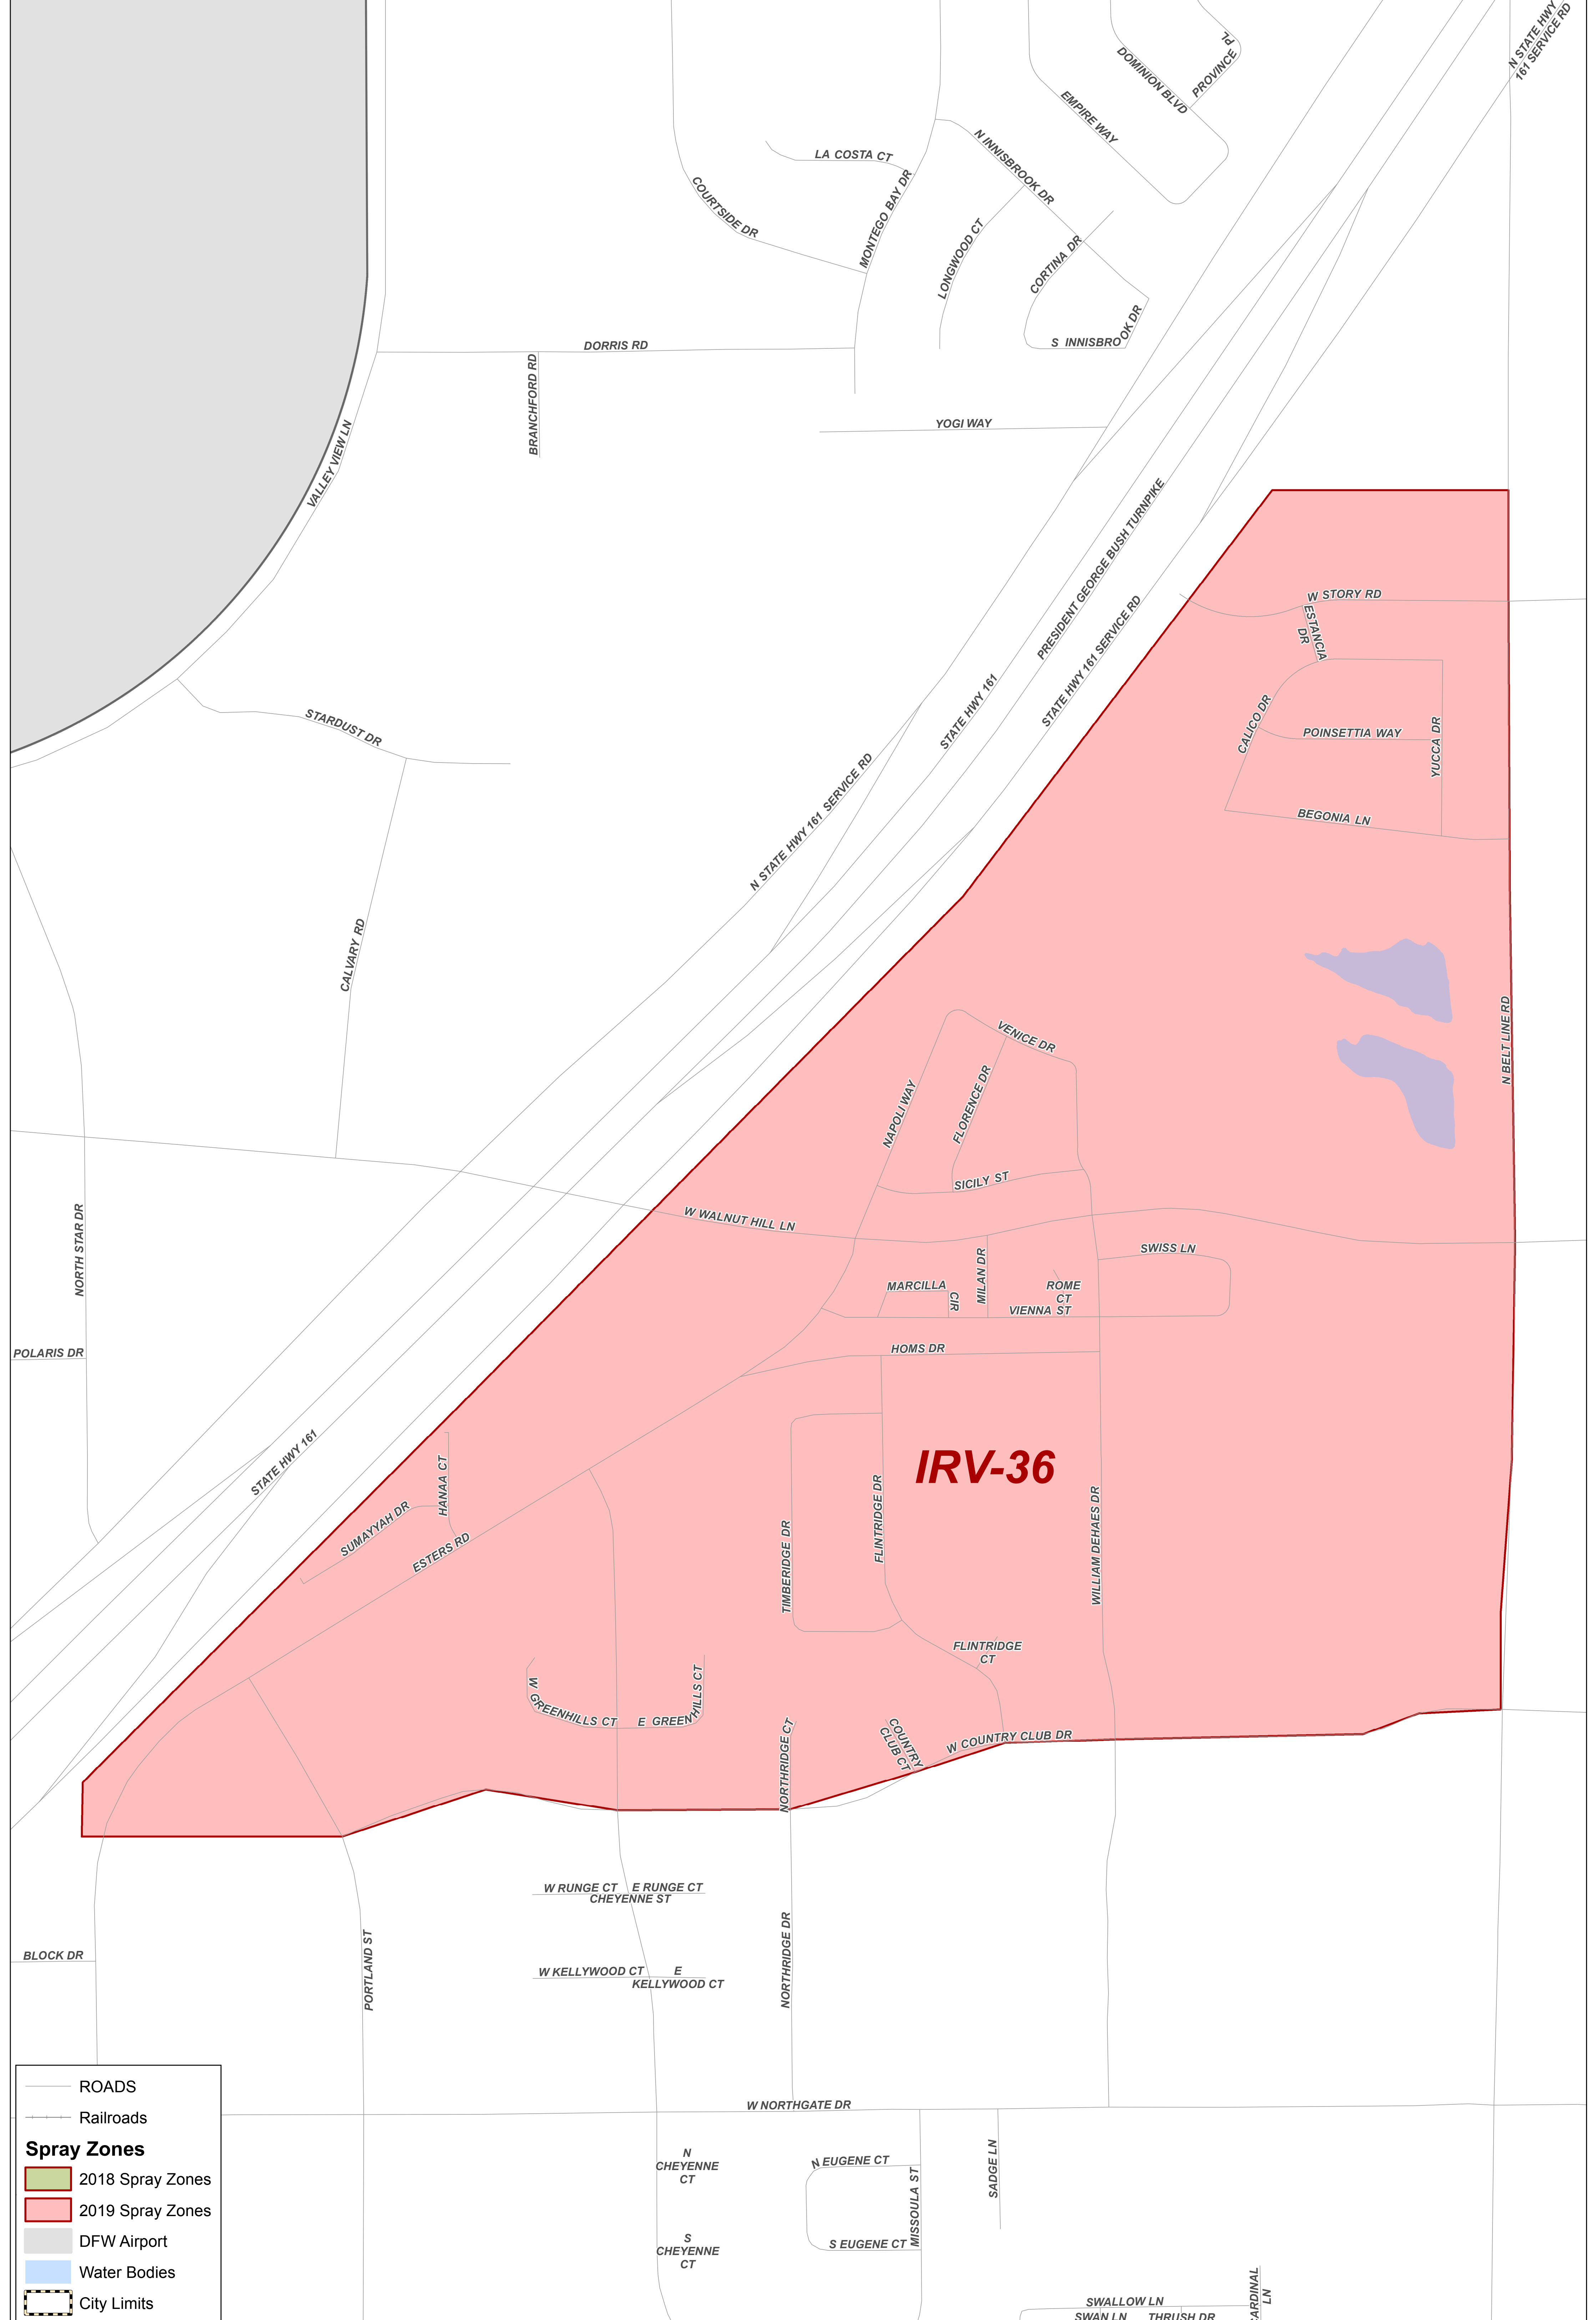 N STATE HWY
161 SERVICE RD
PROVINCE
PL
DOMINION BLVD
EMPIRE WAY
N INNISBROOK DR
LA COSTA CT
COURTSIDE DR
MONTEGO BAY DR
LONGWOOD CT
CORTINA DR
S INNISBROOK DR
DORRIS RD
BRANCHFORD RD
YOGI WAY
VALLEY VIEW LN
PRESIDENT GEORGE BUSH TURNPIKE
STATE HWY 161 SERVICE RD
STATE HWY 161
N STATE HWY 161 SERVICE RD
W STORY RD
ESTANCIA
DR
CALICO DR
POINSETTIA WAY
YUCCA DR
BEGONIA LN
STARDUST DR
CALVARY RD
N BELT LINE RD
VENICE DR
NAPOLI WAY
FLORENCE DR
SICILY ST
W WALNUT HILL LN
NORTH STAR DR
SWISS LN
MILAN DR
MARCILLA
CIR
ROME
CT
VIENNA ST
HOMS DR
POLARIS DR
STATE HWY 161
IRV-36
HANAA CT
SUMAYYAH DR
ESTERS RD
TIMBERIDGE DR
FLINTRIDGE DR
WILLIAM DEHAES DR
FLINTRIDGE
CT
W GREENHILLS CT
E GREENHILLS CT
NORTHRIDGE CT
COUNTRY
CLUB CT
W COUNTRY CLUB DR
W RUNGE CT
E RUNGE CT
CHEYENNE ST
BLOCK DR
PORTLAND ST
NORTHRIDGE DR
W KELLYWOOD CT
E
KELLYWOOD CT
W NORTHGATE DR
N
CHEYENNE
CT
N EUGENE CT
MISSOULA ST
SADGE LN
S
CHEYENNE
CT
S EUGENE CT
SWALLOW LN
SWAN LN
THRUSH DR
LN
ROADS
Railroads
Spray Zones
2018 Spray Zones
2019 Spray Zones
DFW Airport
Water Bodies
City Limits